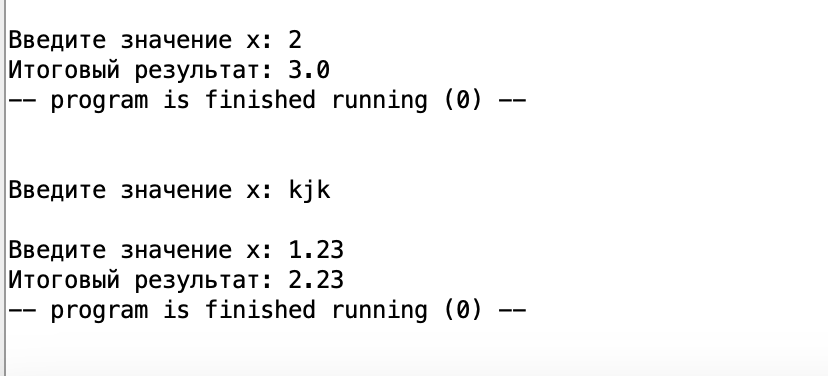 Введите значение x: 2
Итоговый результат: 3.0
-- program is finished running (0) --
Введите значение x: kjk
Введите значение x: 1.23
Итоговый результат: 2.23
-- program is finished running (0) --